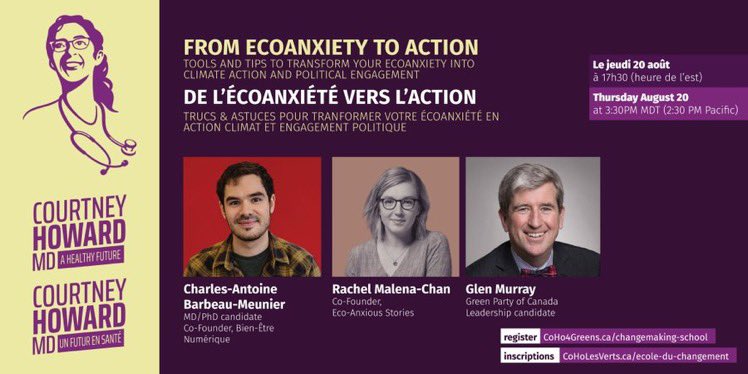 COURTNEY
HOWARD
MD A HEALTHY FUTURE
COURTNEY
HOWARD
MD UN FUTUR EN SANTÉ
FROM ECOANXIETY TO ACTION
TOOLS AND TIPS TO TRANSFORM YOUR ECOANXIETY INTO
CLIMATE ACTION AND POLITICAL ENGAGEMENT
DE L'ÉCOANXIÉTÉ VERS L'ACTION
TRUCS & ASTUCES POUR TRANFORMER VOTRE ÉCOANXIÉTÉ EN
ACTION CLIMAT ET ENGAGEMENT POLITIQUE
Le jeudi 20 août
à 17h30 (heure de l'est)
Thursday August 20
at 3:30PM MDT (2:30 PM Pacific)
Charles-Antoine
Barbeau-Meunier
MD/PhD candidate
Co-Founder, Bien-Être
Numérique
Rachel Malena-Chan
Co-Founder,
Eco-Anxious Stories
Glen Murray
Green Party of Canada
Leadership candidate
register CoHo4Greens.ca/changemaking-school
inscriptions CoHoLesVerts.ca/ecole-du-changement